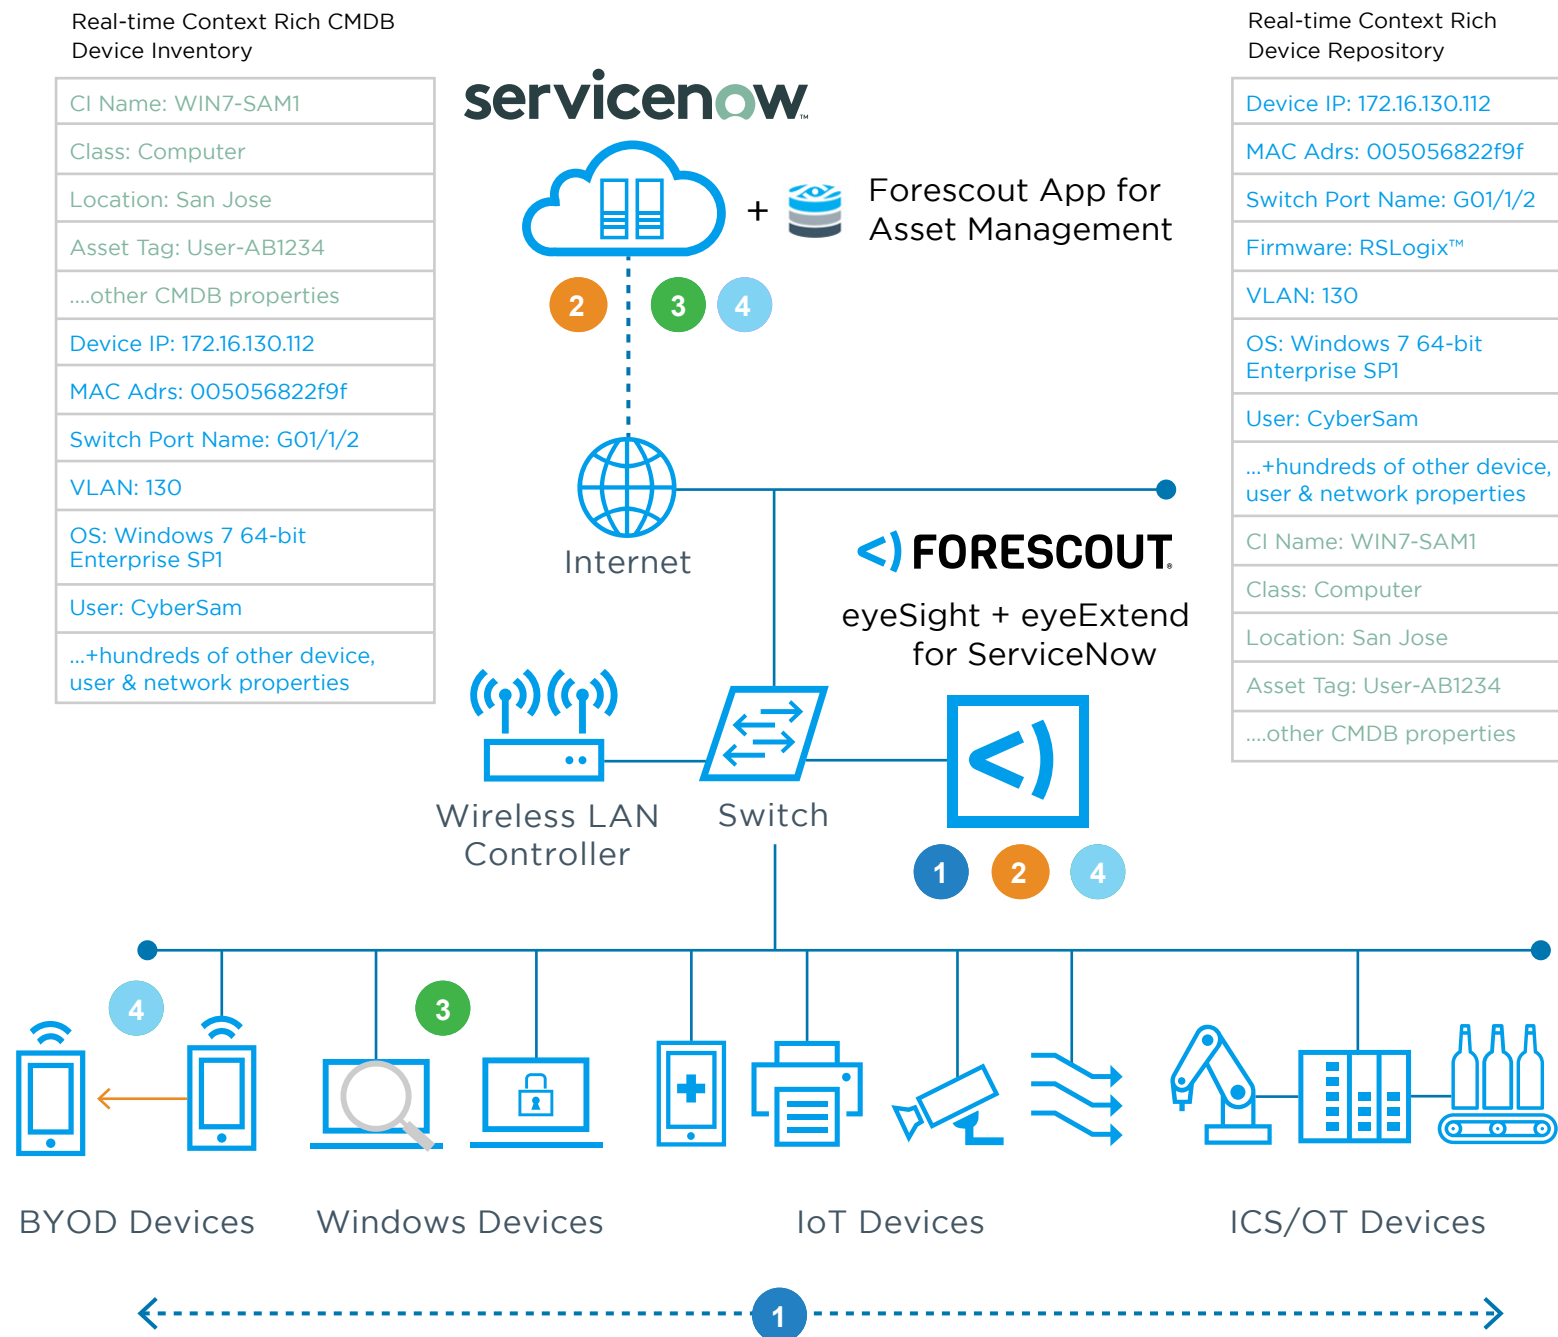 Real-time Context Rich CMDB
Device Inventory
CI Name: WIN7-SAM1
Class: Computer
Location: San Jose
Asset Tag: User-AB1234
....other CMDB properties
Device IP: 172.16.130.112
MAC Adrs: 005056822f9f
Switch Port Name: G01/1/2
VLAN: 130
OS: Windows 7 64-bit
Enterprise SP1
User: CyberSam
...+hundreds of other device,
user & network properties
servicenow™
+
Forescout App for
Asset Management
2
3
4
Internet
<) FORESCOUT®
eyeSight + eyeExtend
for ServiceNow
Wireless LAN
Controller
Switch
<)
1
2
4
Real-time Context Rich
Device Repository
Device IP: 172.16.130.112
MAC Adrs: 005056822f9f
Switch Port Name: G01/1/2
Firmware: RSLogix™
VLAN: 130
OS: Windows 7 64-bit
Enterprise SP1
User: CyberSam
...+hundreds of other device,
user & network properties
CI Name: WIN7-SAM1
Class: Computer
Location: San Jose
Asset Tag: User-AB1234
....other CMDB properties
4
3
BYOD Devices
Windows Devices
IoT Devices
ICS/OT Devices
1